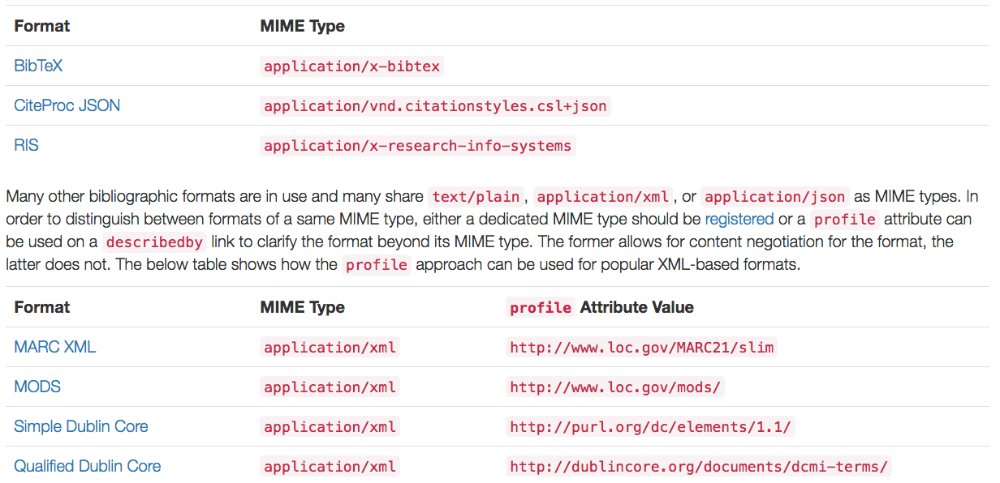 Format MIME Type
BibTeX application/x-bibtex
CiteProc JSON application/vnd.citationstyles.csl+json
RIS application/x-research-info-systems
Many other bibliographic formats are in use and many share text/plain, application/xml, or application/json as MIME types. In
order to distinguish between formats of a same MIME type, either a dedicated MIME type should be registered or a profile attribute can
be used on a describedby link to clarify the format beyond its MIME type. The former allows for content negotiation for the format, the
latter does not. The below table shows how the profile approach can be used for popular XML-based formats.
Format MIME Type profile Attribute Value
MARC XML application/xml http://www.loc.gov/MARC21/slim
MODS application/xml http://www.loc.gov/mods/
Simple Dublin Core application/xml http://purl.org/dc/elements/1.1/
Qualified Dublin Core application/xml http://dublincore.org/documents/dcmi-terms/